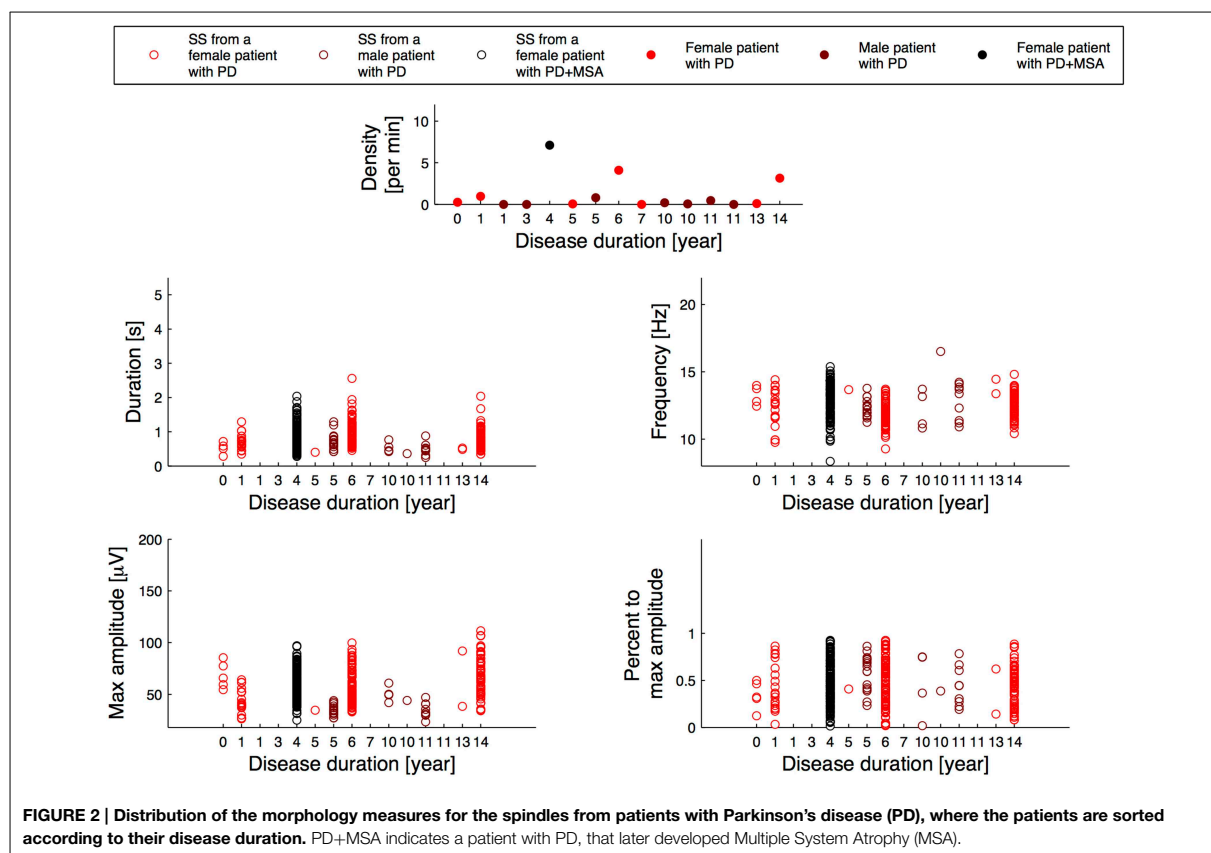 SS from a female patient with PD
SS from a male patient with PD
SS from a female patient with PD+MSA
Female patient with PD
Male patient with PD
Female patient with PD+MSA
Density [per min]
10
5
0
0 1 1 3 4 5 5 6 7 10 10 11 11 13 14
Disease duration [year]
Duration [s]
5
4
3
2
1
0
0 1 1 3 4 5 5 6 7 10 10 11 11 13 14
Disease duration [year]
Frequency [Hz]
20
15
10
0 1 1 3 4 5 5 6 7 10 10 11 11 13 14
Disease duration [year]
Max amplitude [μV]
200
150
100
50
0 1 1 3 4 5 5 6 7 10 10 11 11 13 14
Disease duration [year]
Percent to max amplitude
1
0.5
0
0 1 1 3 4 5 5 6 7 10 10 11 11 13 14
Disease duration [year]
FIGURE 2 | Distribution of the morphology measures for the spindles from patients with Parkinson's disease (PD), where the patients are sorted
according to their disease duration. PD+MSA indicates a patient with PD, that later developed Multiple System Atrophy (MSA).